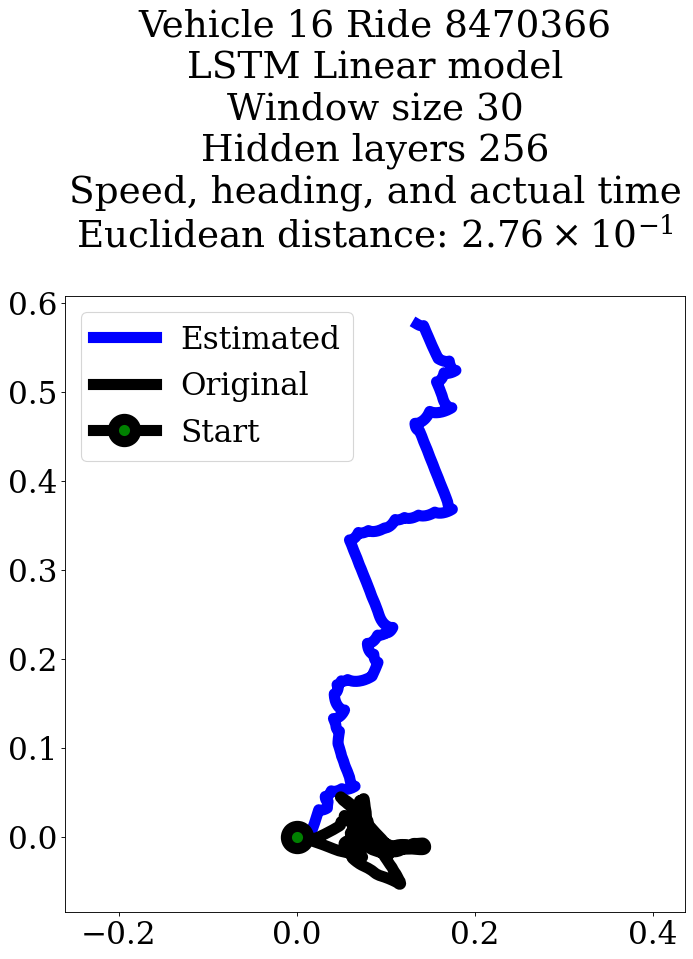 Vehicle 16 Ride 8470366
LSTM Linear model
Window size 30
Hidden layers 256
Speed, heading, and actual time
Euclidean distance: 2.76 × 10⁻¹
0.6
0.5
0.4
0.3
0.2
0.1
0.0
Estimated
Original
Start
−0.2 0.0 0.2 0.4